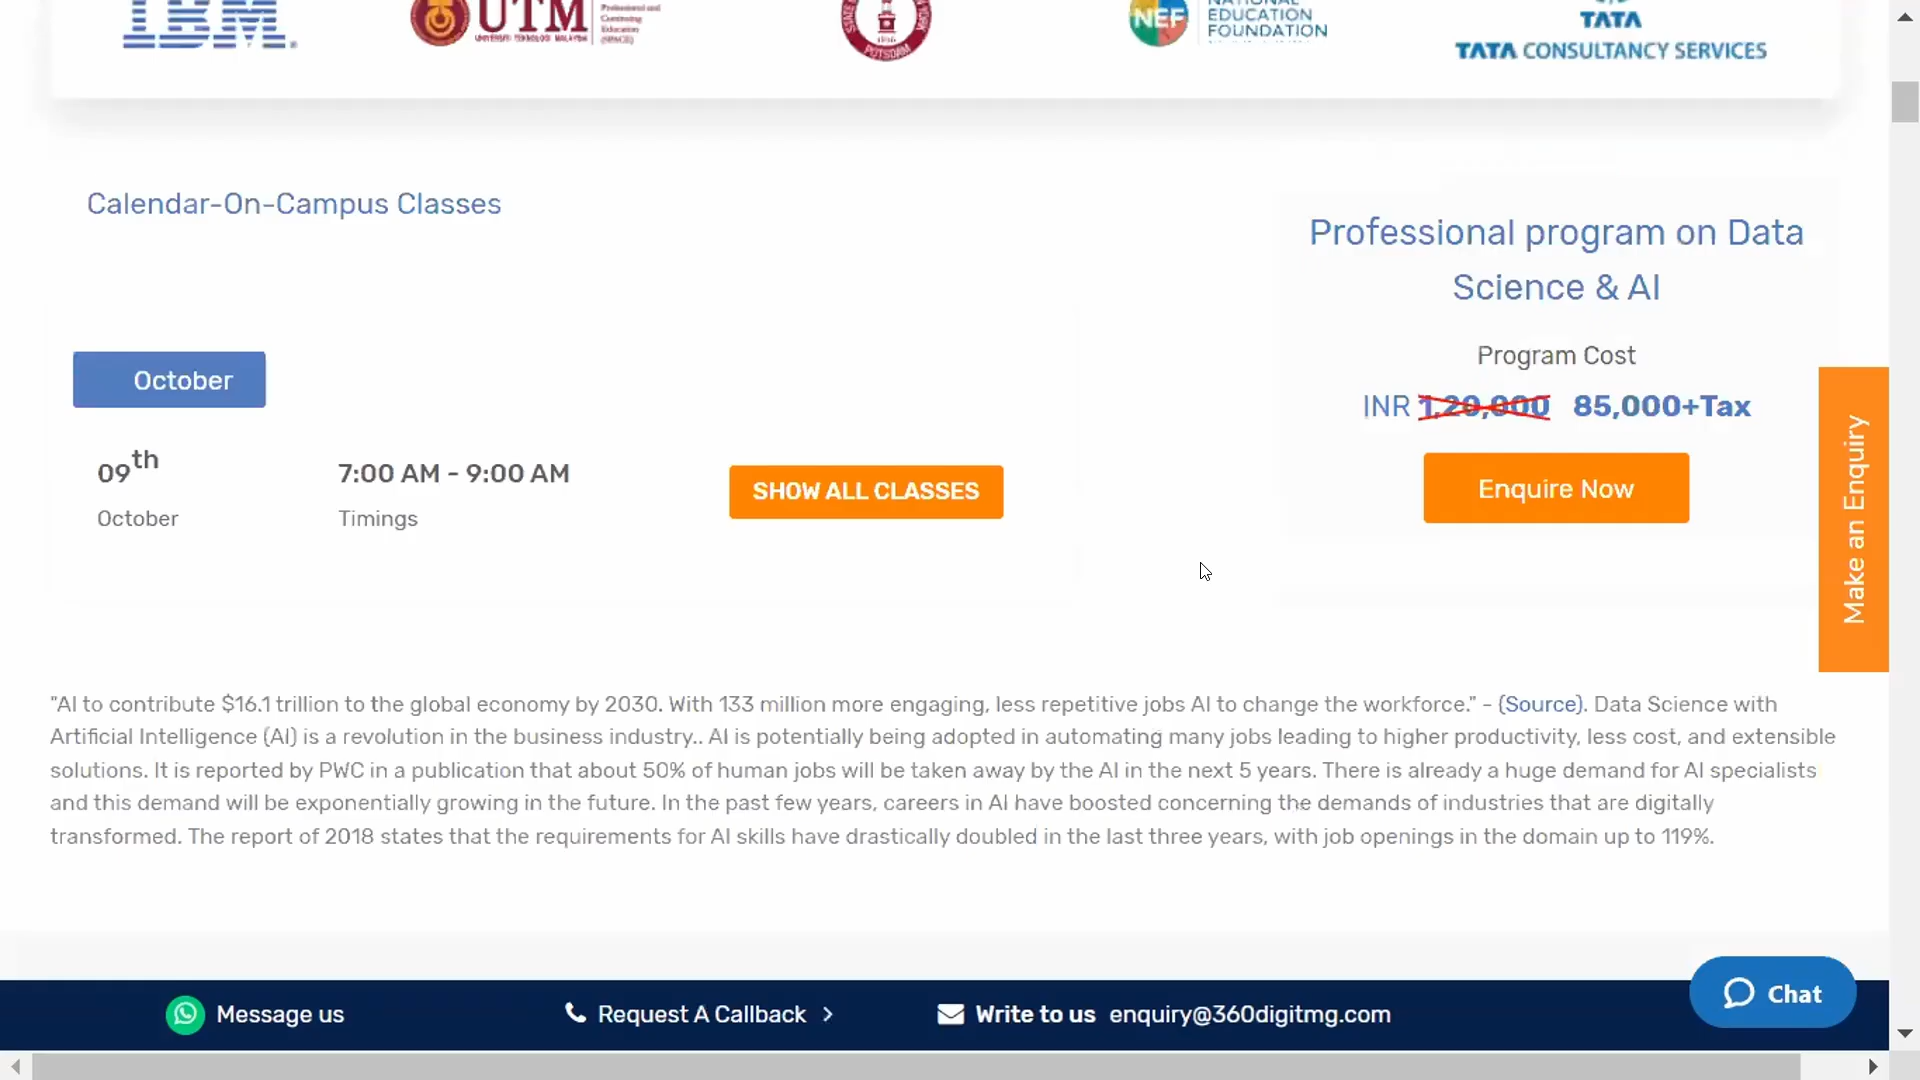 IBM
UTM
UNIVERSITI TEKNOLOGI MALAYSIA
Professional and
Continuing
Education
POTSDAM
NEF
NATIONAL
EDUCATION
FOUNDATION
TATA
TATA CONSULTANCY SERVICES
Calendar-On-Campus Classes
Professional program on Data
Science & AI
Program Cost
INR 1,20,000 85,000+Tax
Enquire Now
Make an Enquiry
October
09th
October
7:00 AM - 9:00 AM
Timings
SHOW ALL CLASSES
"AI to contribute $16.1 trillion to the global economy by 2030. With 133 million more engaging, less repetitive jobs AI to change the workforce." - (Source). Data Science with
Artificial Intelligence (AI) is a revolution in the business industry.. AI is potentially being adopted in automating many jobs leading to higher productivity, less cost, and extensible
solutions. It is reported by PWC in a publication that about 50% of human jobs will be taken away by the AI in the next 5 years. There is already a huge demand for AI specialists
and this demand will be exponentially growing in the future. In the past few years, careers in AI have boosted concerning the demands of industries that are digitally
transformed. The report of 2018 states that the requirements for AI skills have drastically doubled in the last three years, with job openings in the domain up to 119%.
Message us
Request A Callback
Write to us enquiry@360digitmg.com
Chat